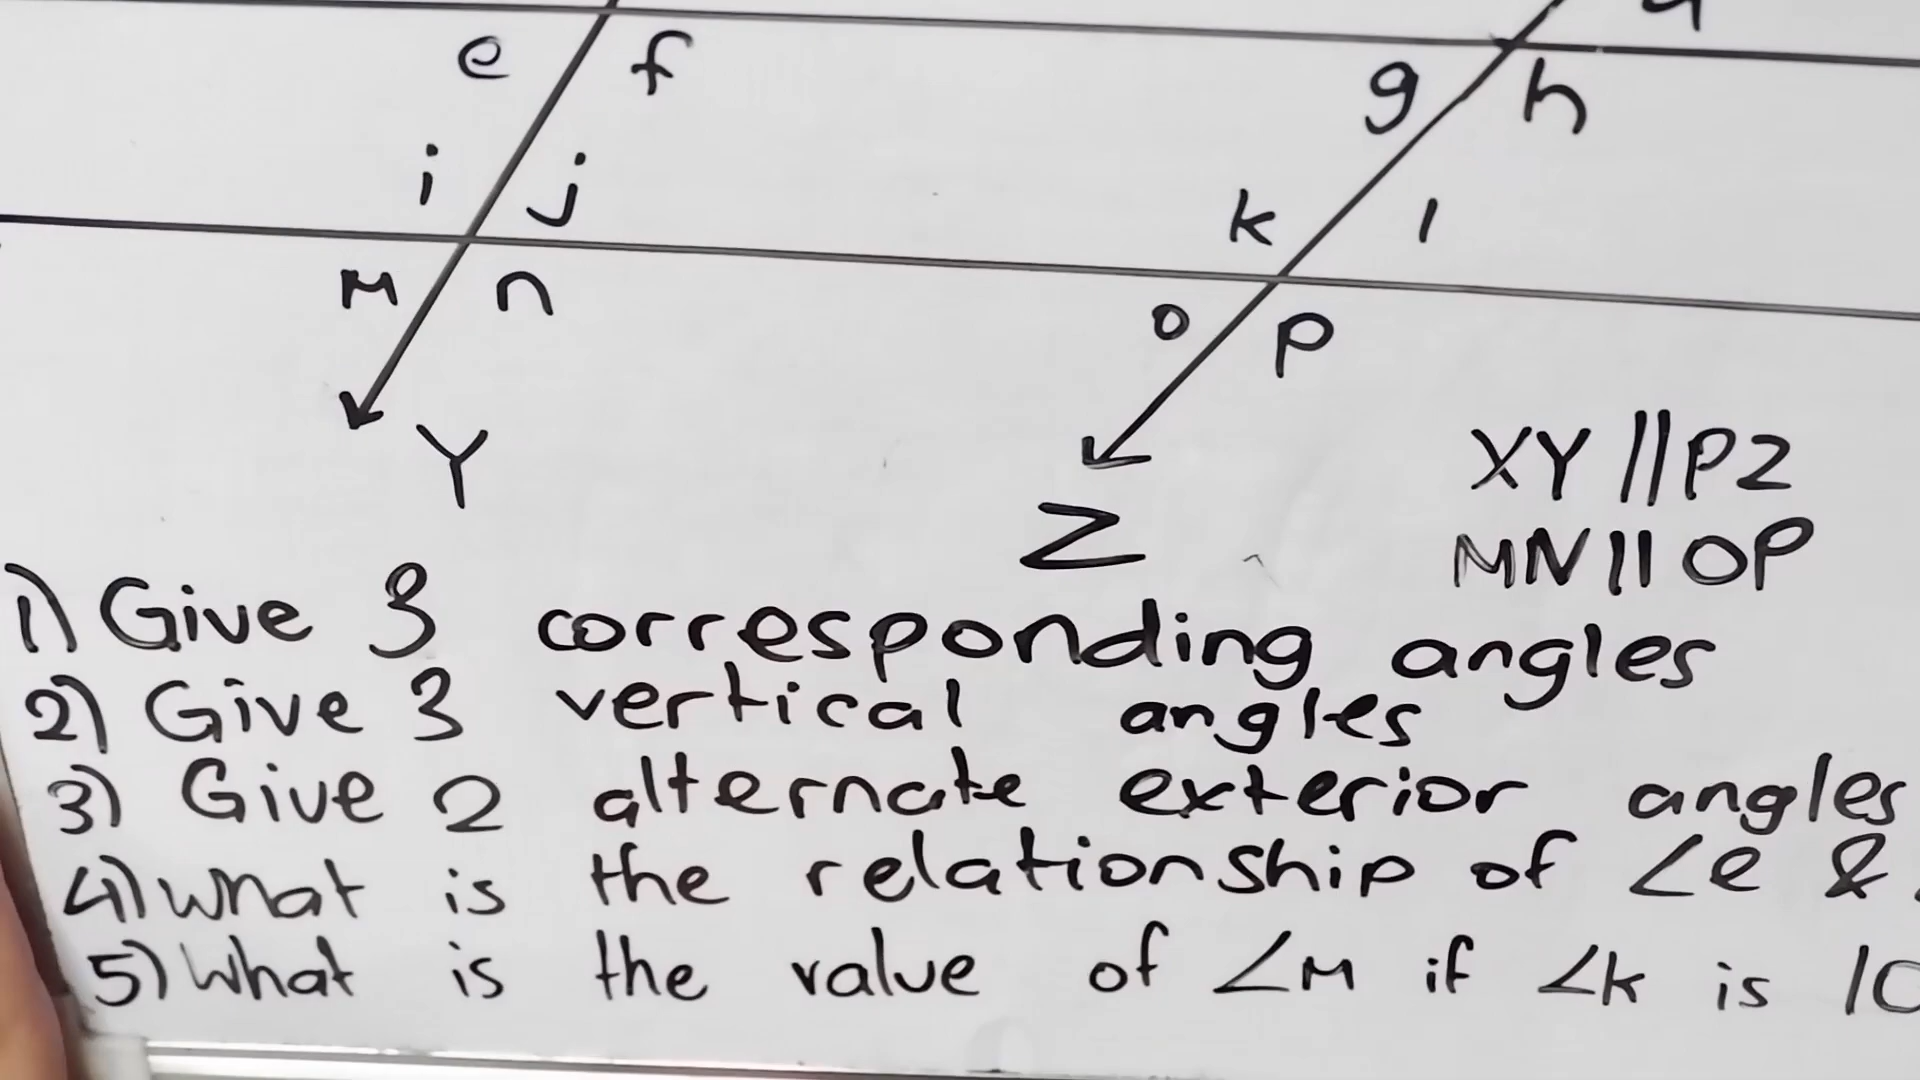 e f g h
i j k l
M n o p
Y
Z
XY || PZ
MN || OP
1) Give 3 corresponding angles
2) Give 3 vertical angles
3) Give 2 alternate exterior angles
4) What is the relationship of ∠e &
5) What is the value of ∠M if ∠K is 10